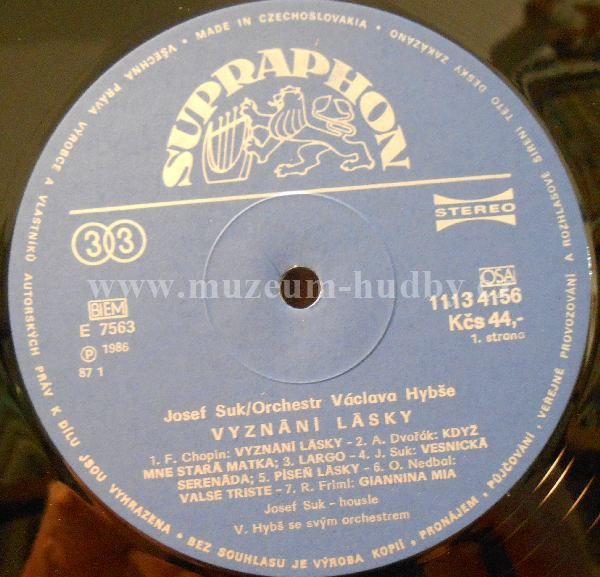 VŠECHNA PRÁVA VÝROBCE A VLASTNÍKŮ AUTORSKÝCH PRÁV K DÍLU JSOU VYHRAZENA • BEZ SOUHLASU JE VÝROBA KOPIÍ, PRONÁJEM, PŮJČOVÁNÍ, VEŘEJNÉ PROVOZOVÁNÍ A ROZHLASOVÉ ŠÍŘENÍ TÉTO DESKY ZAKÁZÁNO • MADE IN CZECHOSLOVAKIA •
SUPRAPHON
33
STEREO
www.muzeum-hudby
BIEM
OSA
E 7563
1113 4156
Ⓟ 1986
Kčs 44,-
87 1
1. strana
Josef Suk/Orchestr Václava Hybše
VYZNÁNÍ LÁSKY
1. F. Chopin: VYZNÁNÍ LÁSKY - 2. A. Dvořák: KDYŽ
MNE STARÁ MATKA; 3. LARGO - 4. J. Suk: VESNICKÁ
SERENÁDA; 5. PÍSEŇ LÁSKY - 6. O. Nedbal:
VALSE TRISTE - 7. R. Friml: GIANNINA MIA
Josef Suk - housle
V. Hybš se svým orchestrem